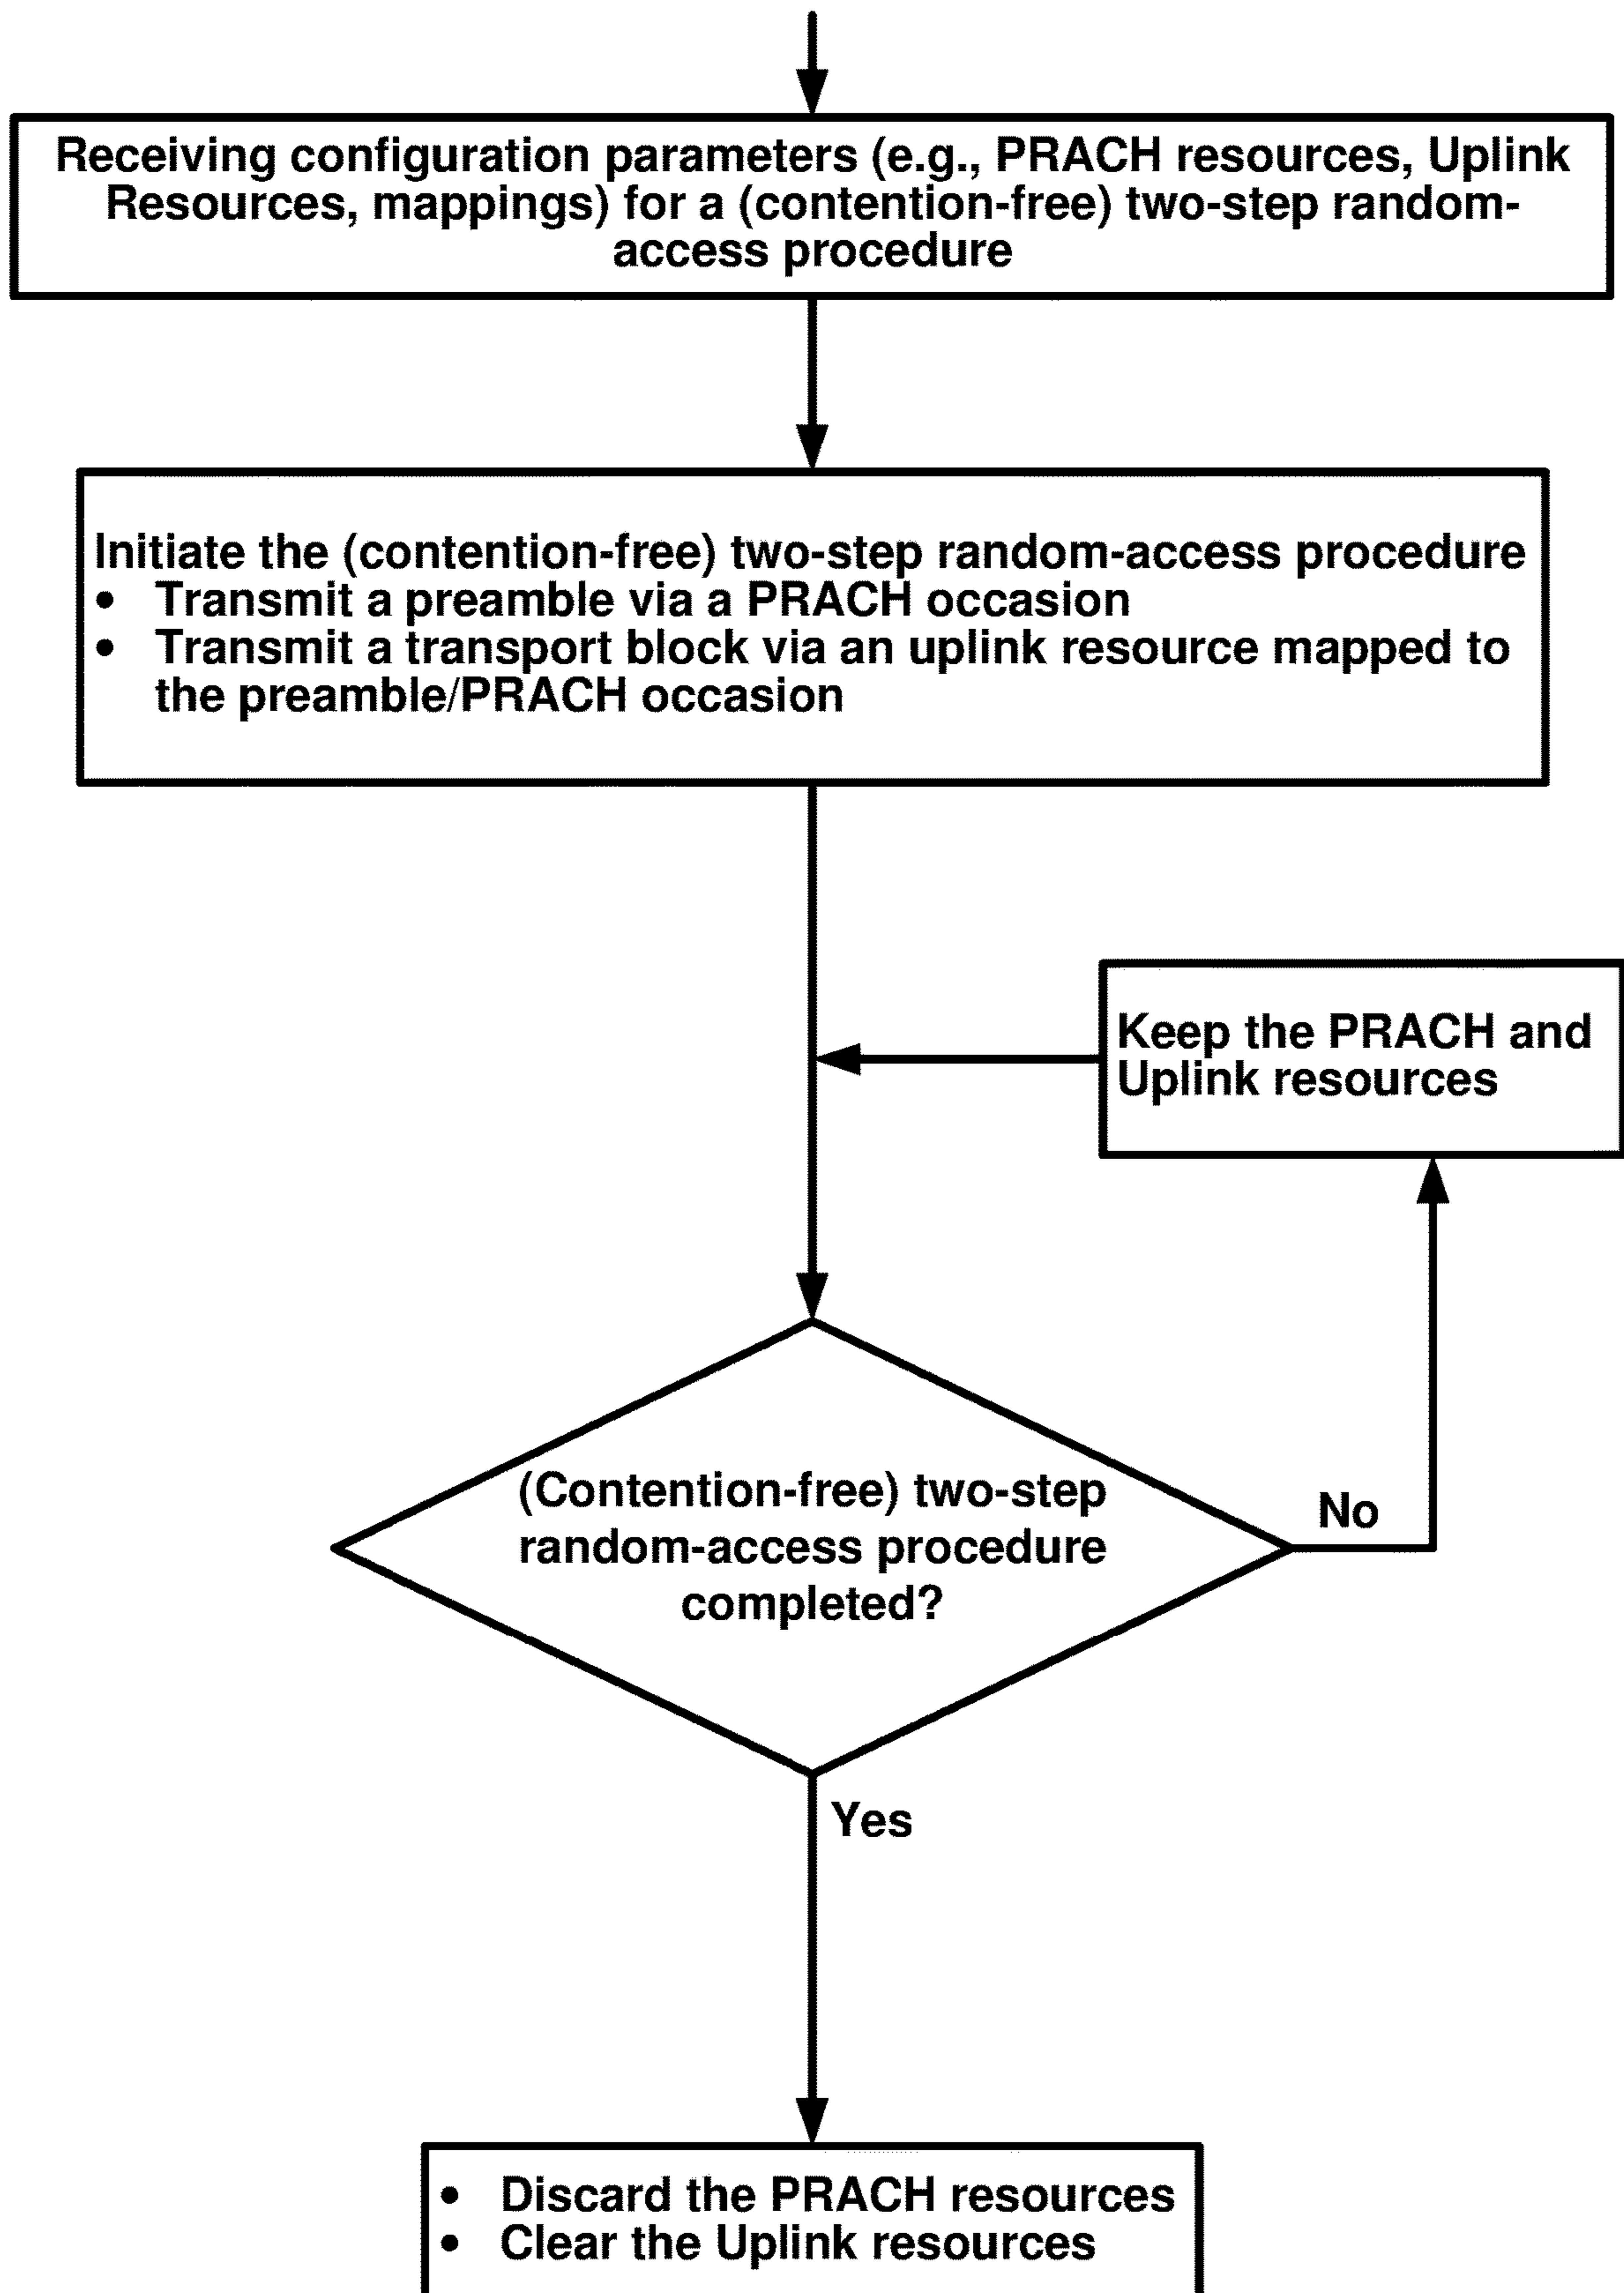 Receiving configuration parameters (e.g., PRACH resources, Uplink
Resources, mappings) for a (contention-free) two-step random-
access procedure
Initiate the (contention-free) two-step random-access procedure
• Transmit a preamble via a PRACH occasion
• Transmit a transport block via an uplink resource mapped to
the preamble/PRACH occasion
Keep the PRACH and
Uplink resources
(Contention-free) two-step
random-access procedure
completed?
No
Yes
• Discard the PRACH resources
• Clear the Uplink resources